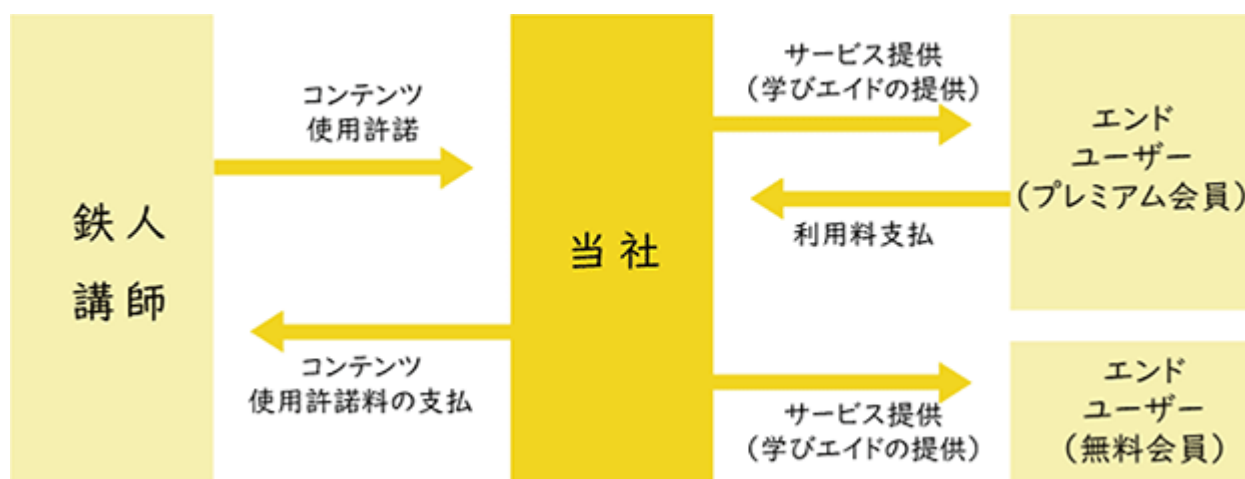 鉄人
講師
コンテンツ
使用許諾
コンテンツ
使用許諾料の支払
当社
サービス提供
(学びエイドの提供)
利用料支払
サービス提供
(学びエイドの提供)
エンド
ユーザー
(プレミアム会員)
エンド
ユーザー
(無料会員)